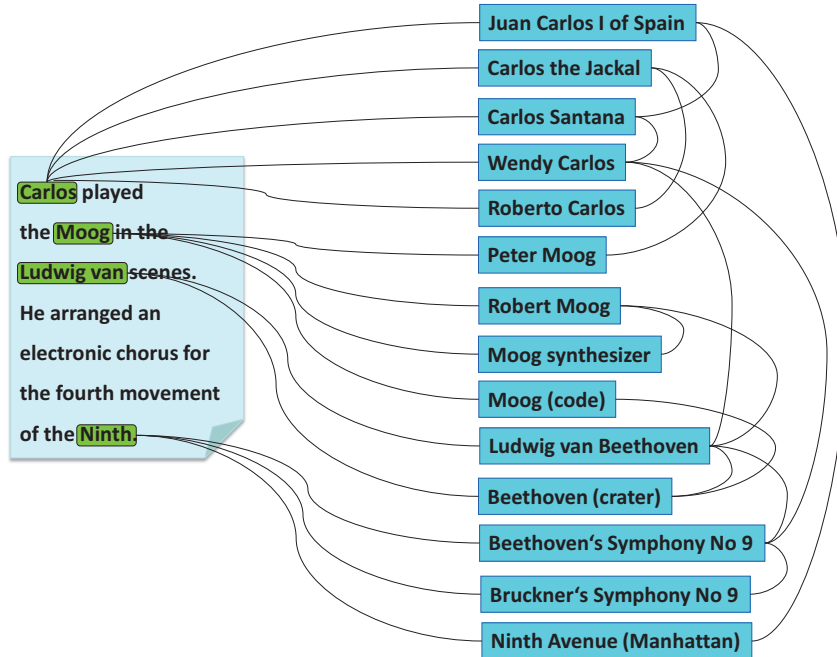 Carlos played
the Moog in the
Ludwig van scenes.
He arranged an
electronic chorus for
the fourth movement
of the Ninth.
Juan Carlos I of Spain
Carlos the Jackal
Carlos Santana
Wendy Carlos
Roberto Carlos
Peter Moog
Robert Moog
Moog synthesizer
Moog (code)
Ludwig van Beethoven
Beethoven (crater)
Beethoven‘s Symphony No 9
Bruckner‘s Symphony No 9
Ninth Avenue (Manhattan)